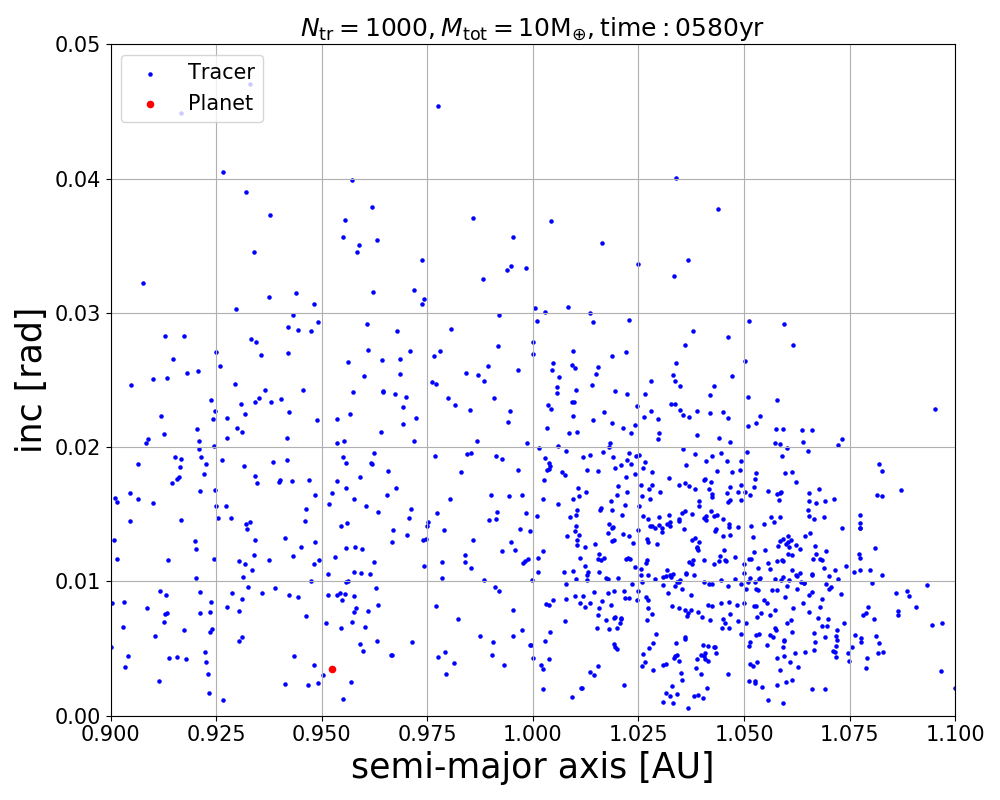 N_tr = 1000, M_tot = 10M_⊕, time : 0580yr
Tracer
Planet
inc [rad]
0.05
0.04
0.03
0.02
0.01
0.00
0.900 0.925 0.950 0.975 1.000 1.025 1.050 1.075 1.100
semi-major axis [AU]